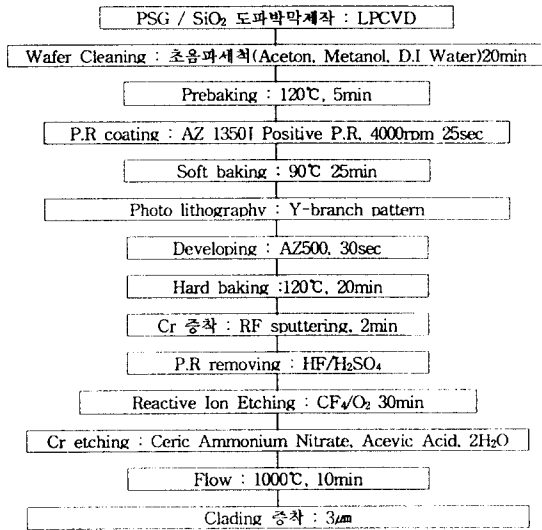 PSG / SiO₂ 도파박막제작 : LPCVD
Wafer Cleaning : 초음파세척(Aceton, Metanol, D.I Water)20min
Prebaking : 120℃, 5min
P.R coating : AZ 1350J Positive P.R, 4000rpm 25sec
Soft baking : 90℃ 25min
Photo lithography : Y-branch pattern
Developing : AZ500, 30sec
Hard baking :120℃, 20min
Cr 증착 : RF sputtering, 2min
P.R removing : HF/H₂SO₄
Reactive Ion Etching : CF₄/O₂ 30min
Cr etching : Ceric Ammonium Nitrate, Acevic Acid, 2H₂O
Flow : 1000℃, 10min
Clading 증착 : 3㎛